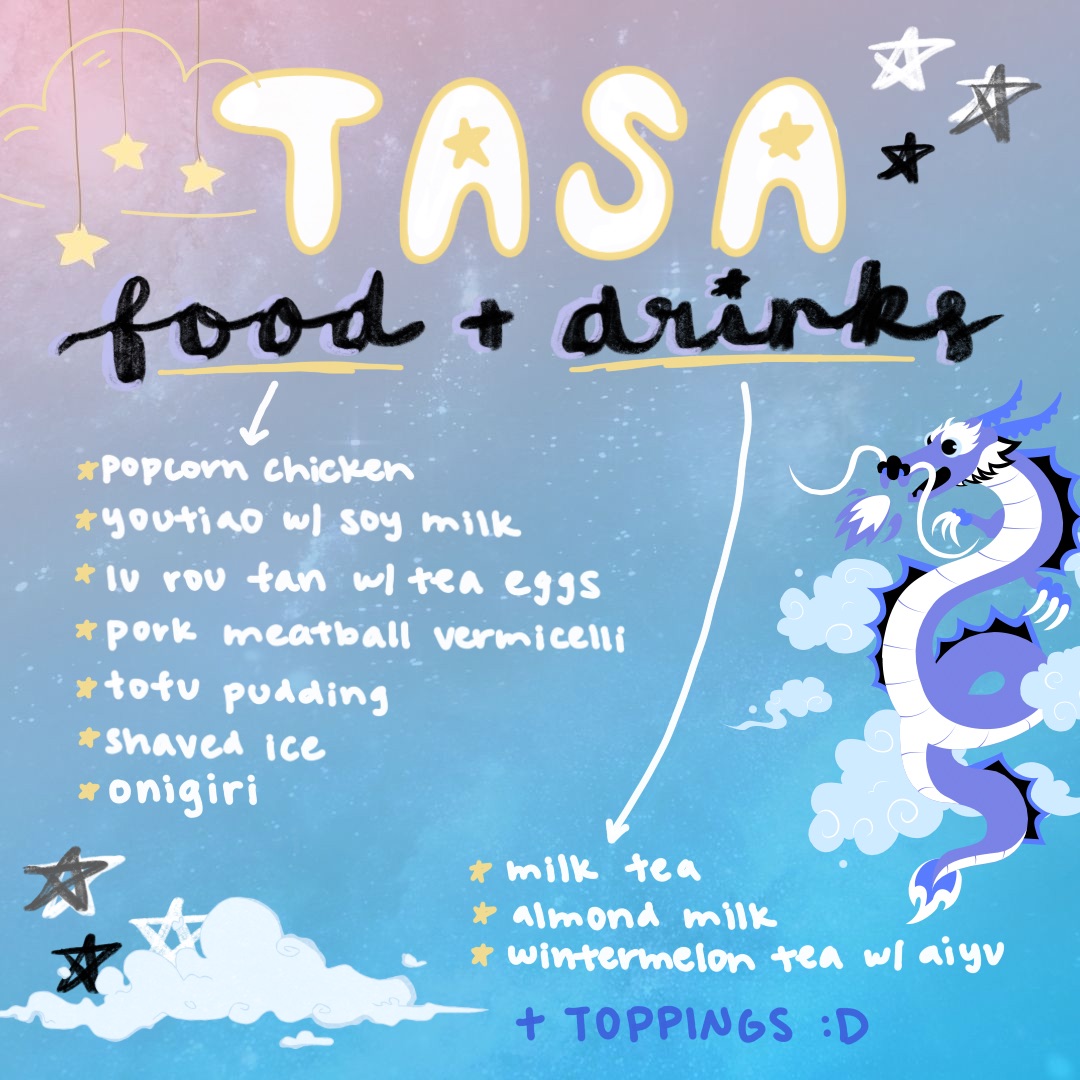 TASA
food + drinks
popcorn chicken
youtiao w/ soy milk
lu rou fan w/ tea eggs
pork meatball vermicelli
tofu pudding
shaved ice
onigiri
milk tea
almond milk
wintermelon tea w/ aiyu
+ TOPPINGS :D